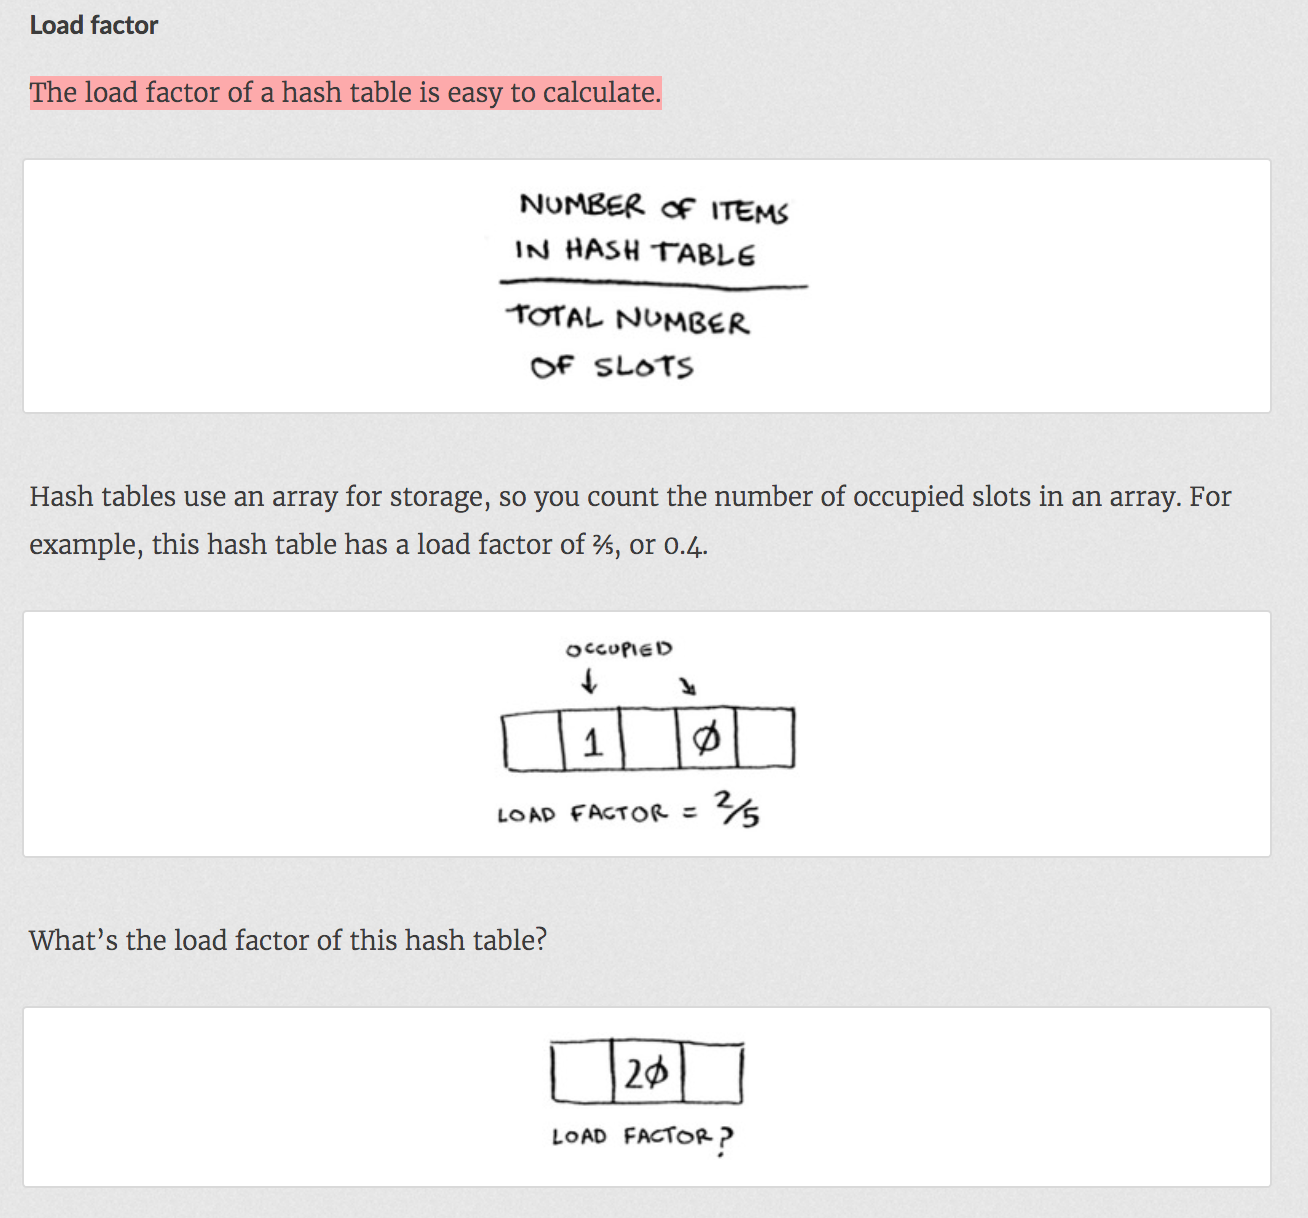 Load factor
The load factor of a hash table is easy to calculate.
NUMBER OF ITEMS
IN HASH TABLE
TOTAL NUMBER
OF SLOTS
Hash tables use an array for storage, so you count the number of occupied slots in an array. For
example, this hash table has a load factor of ⅖, or 0.4.
OCCUPIED
1 Ø
LOAD FACTOR = 2/5
What’s the load factor of this hash table?
2Ø
LOAD FACTOR?